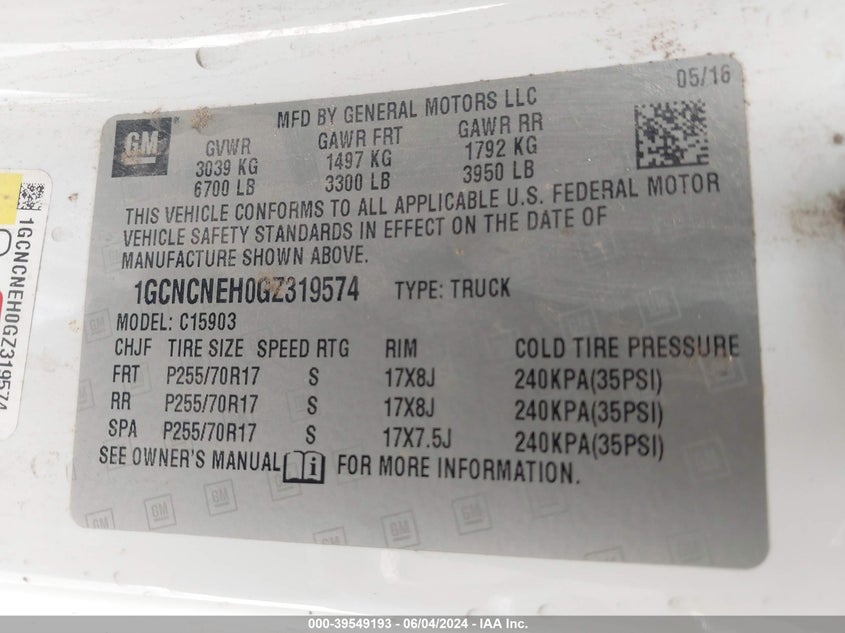 05/16
MFD BY GENERAL MOTORS LLC
GM
GVWR GAWR FRT GAWR RR
3039 KG 1497 KG 1792 KG
6700 LB 3300 LB 3950 LB
THIS VEHICLE CONFORMS TO ALL APPLICABLE U.S. FEDERAL MOTOR
VEHICLE SAFETY STANDARDS IN EFFECT ON THE DATE OF
MANUFACTURE SHOWN ABOVE.
1GCNCNEH0GZ319574 TYPE: TRUCK
MODEL: C15903
CHJF TIRE SIZE SPEED RTG RIM COLD TIRE PRESSURE
FRT P255/70R17 S 17X8J 240KPA(35PSI)
RR P255/70R17 S 17X8J 240KPA(35PSI)
SPA P255/70R17 S 17X7.5J 240KPA(35PSI)
SEE OWNER'S MANUAL FOR MORE INFORMATION.
1GCNCNEH0GZ319574
000-39549193 - 06/04/2024 - IAA Inc.